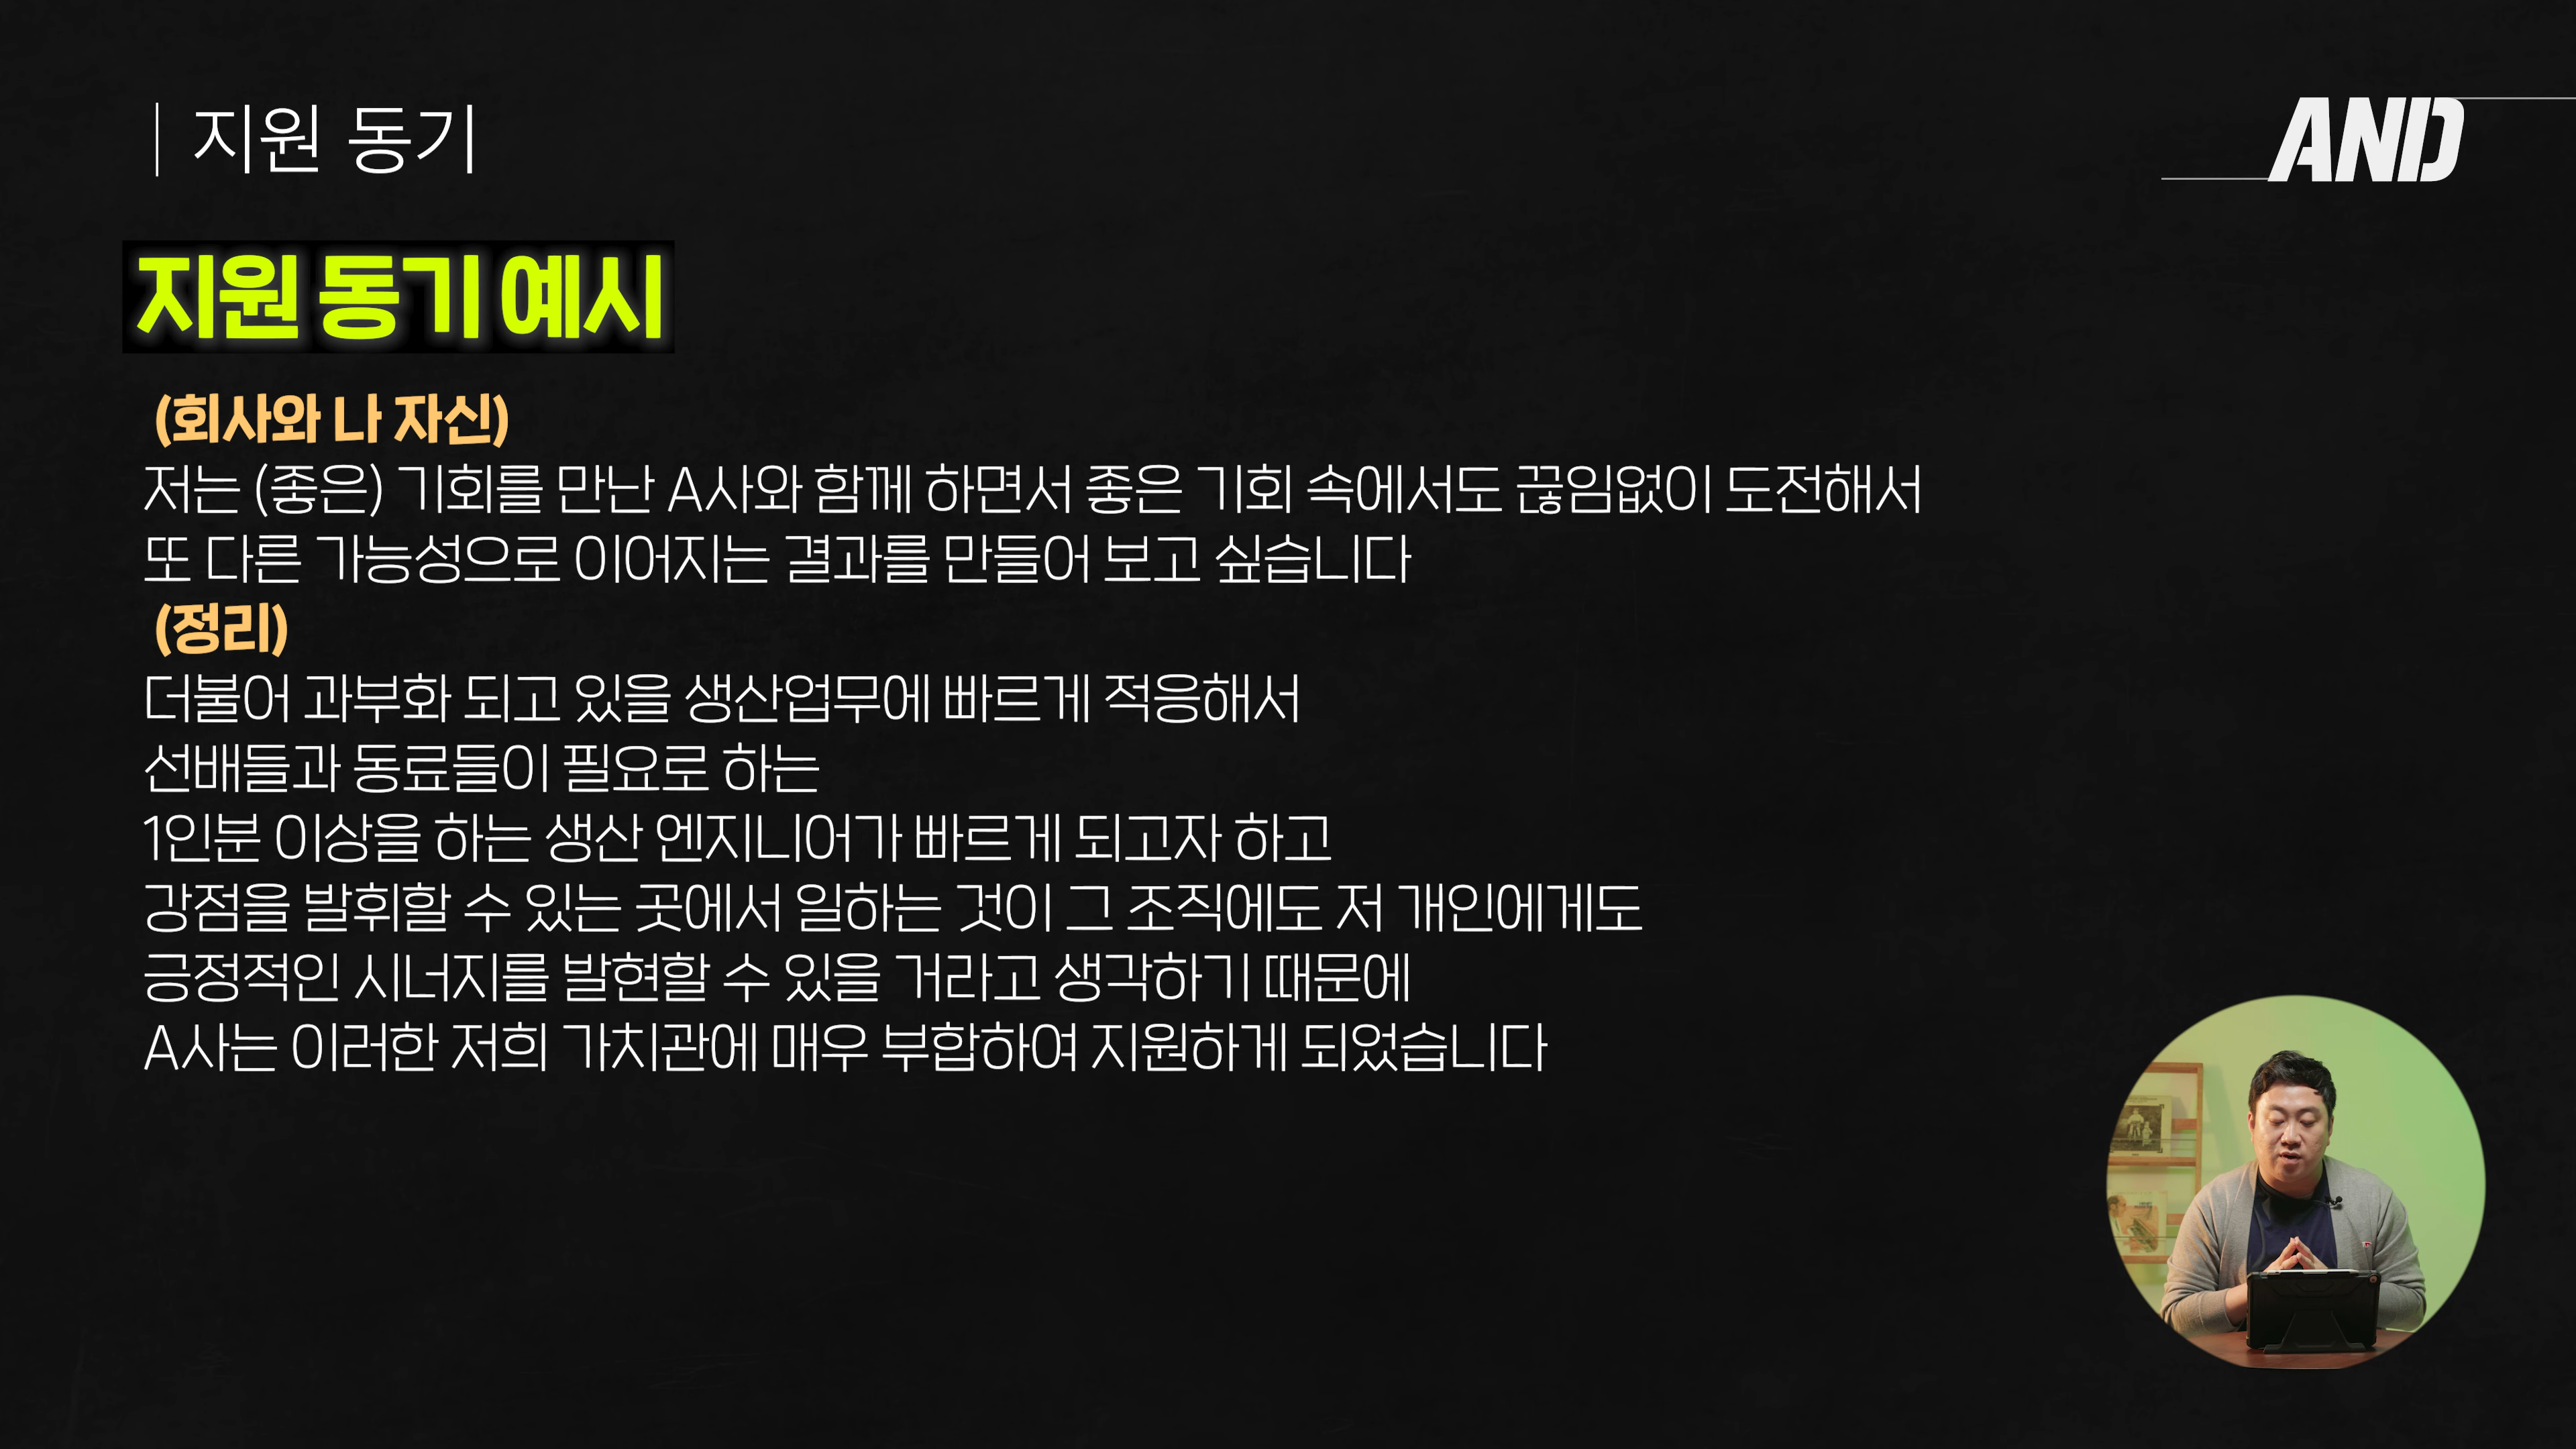 지원 동기
AND
지원 동기 예시
(회사와 나 자신)
저는 (좋은) 기회를 만난 A사와 함께 하면서 좋은 기회 속에서도 끊임없이 도전해서
또 다른 가능성으로 이어지는 결과를 만들어 보고 싶습니다
(정리)
더불어 과부화 되고 있을 생산업무에 빠르게 적응해서
선배들과 동료들이 필요로 하는
1인분 이상을 하는 생산 엔지니어가 빠르게 되고자 하고
강점을 발휘할 수 있는 곳에서 일하는 것이 그 조직에도 저 개인에게도
긍정적인 시너지를 발현할 수 있을 거라고 생각하기 때문에
A사는 이러한 저희 가치관에 매우 부합하여 지원하게 되었습니다